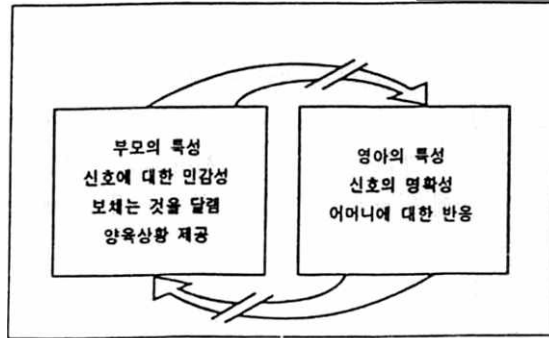 부모의 특성
신호에 대한 민감성
보채는 것을 달램
양육상황 제공
영아의 특성
신호의 명확성
어머니에 대한 반응